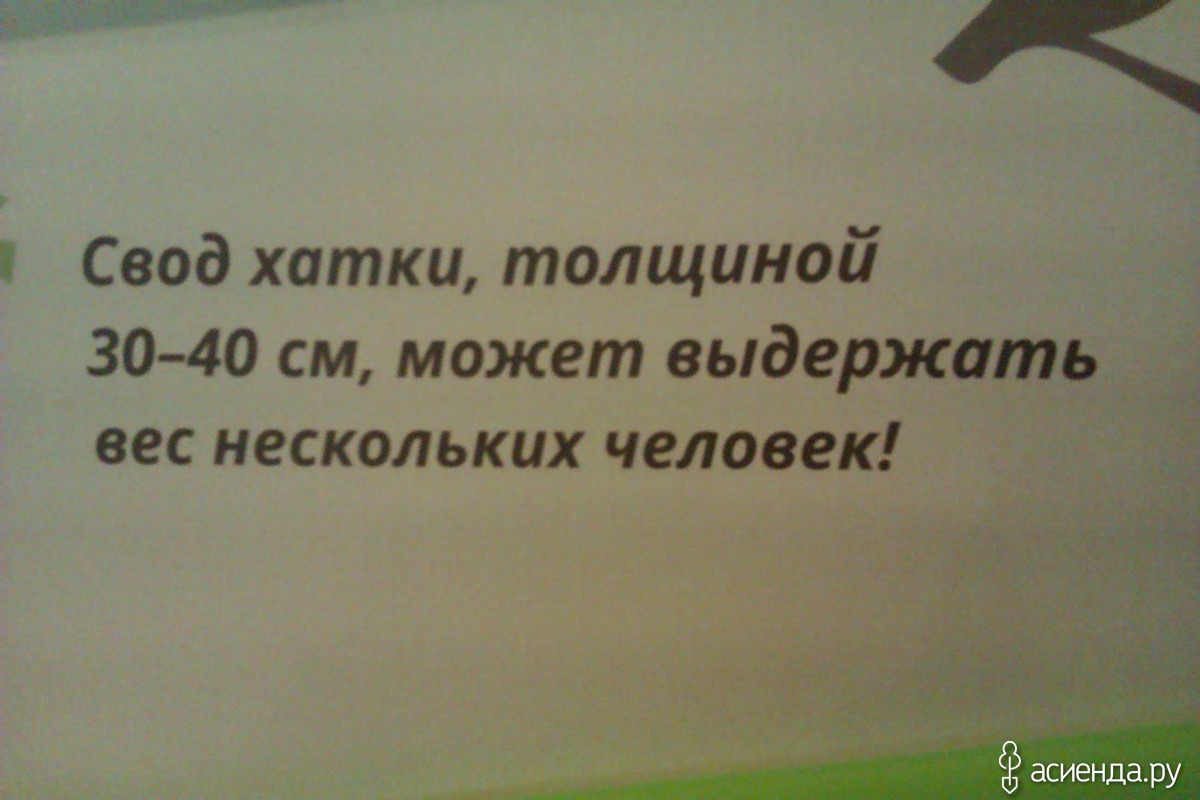 Свод хатки, толщиной
30–40 см, может выдержать
вес нескольких человек!
асиенда.ру